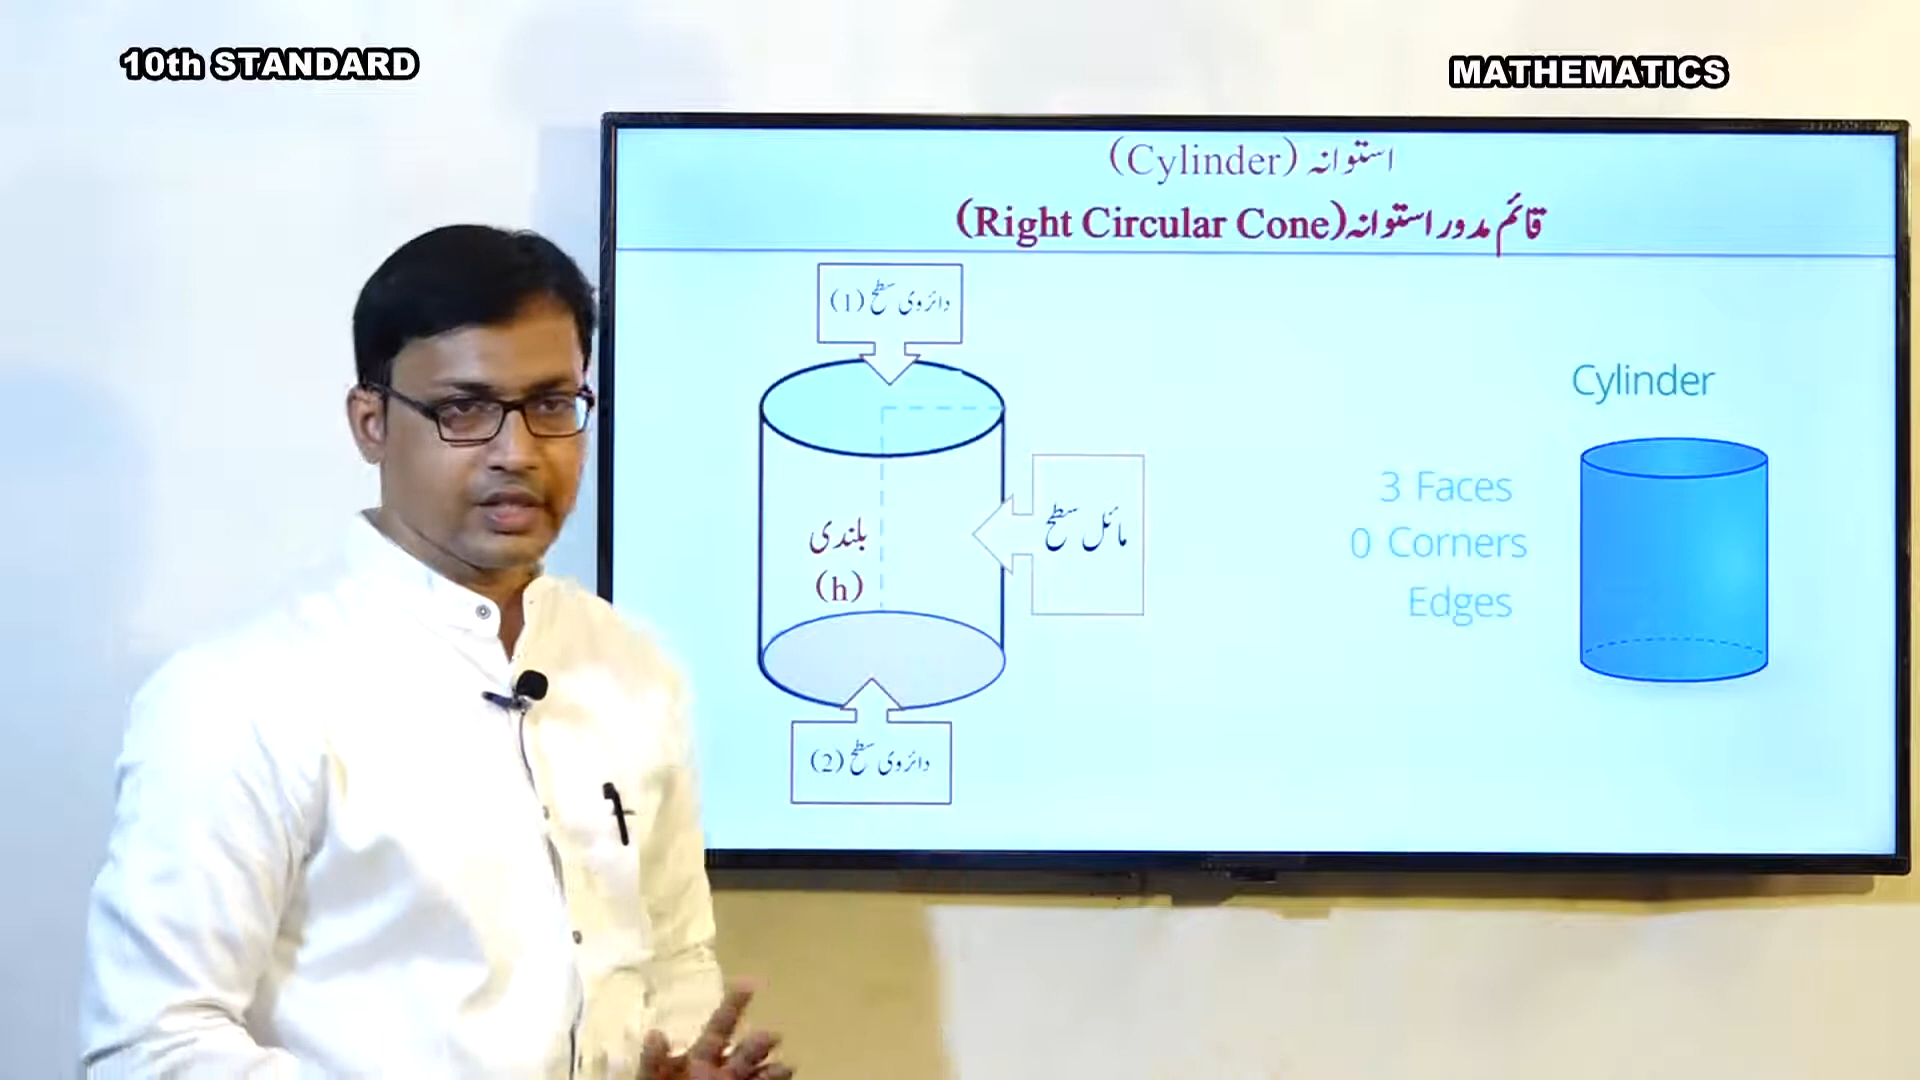 10th STANDARD
MATHEMATICS
استوانہ (Cylinder)
قائم مدور استوانہ (Right Circular Cone)
دائروی سطح (1)
بلندی
(h)
مائل سطح
دائروی سطح (2)
Cylinder
3 Faces
0 Corners
Edges